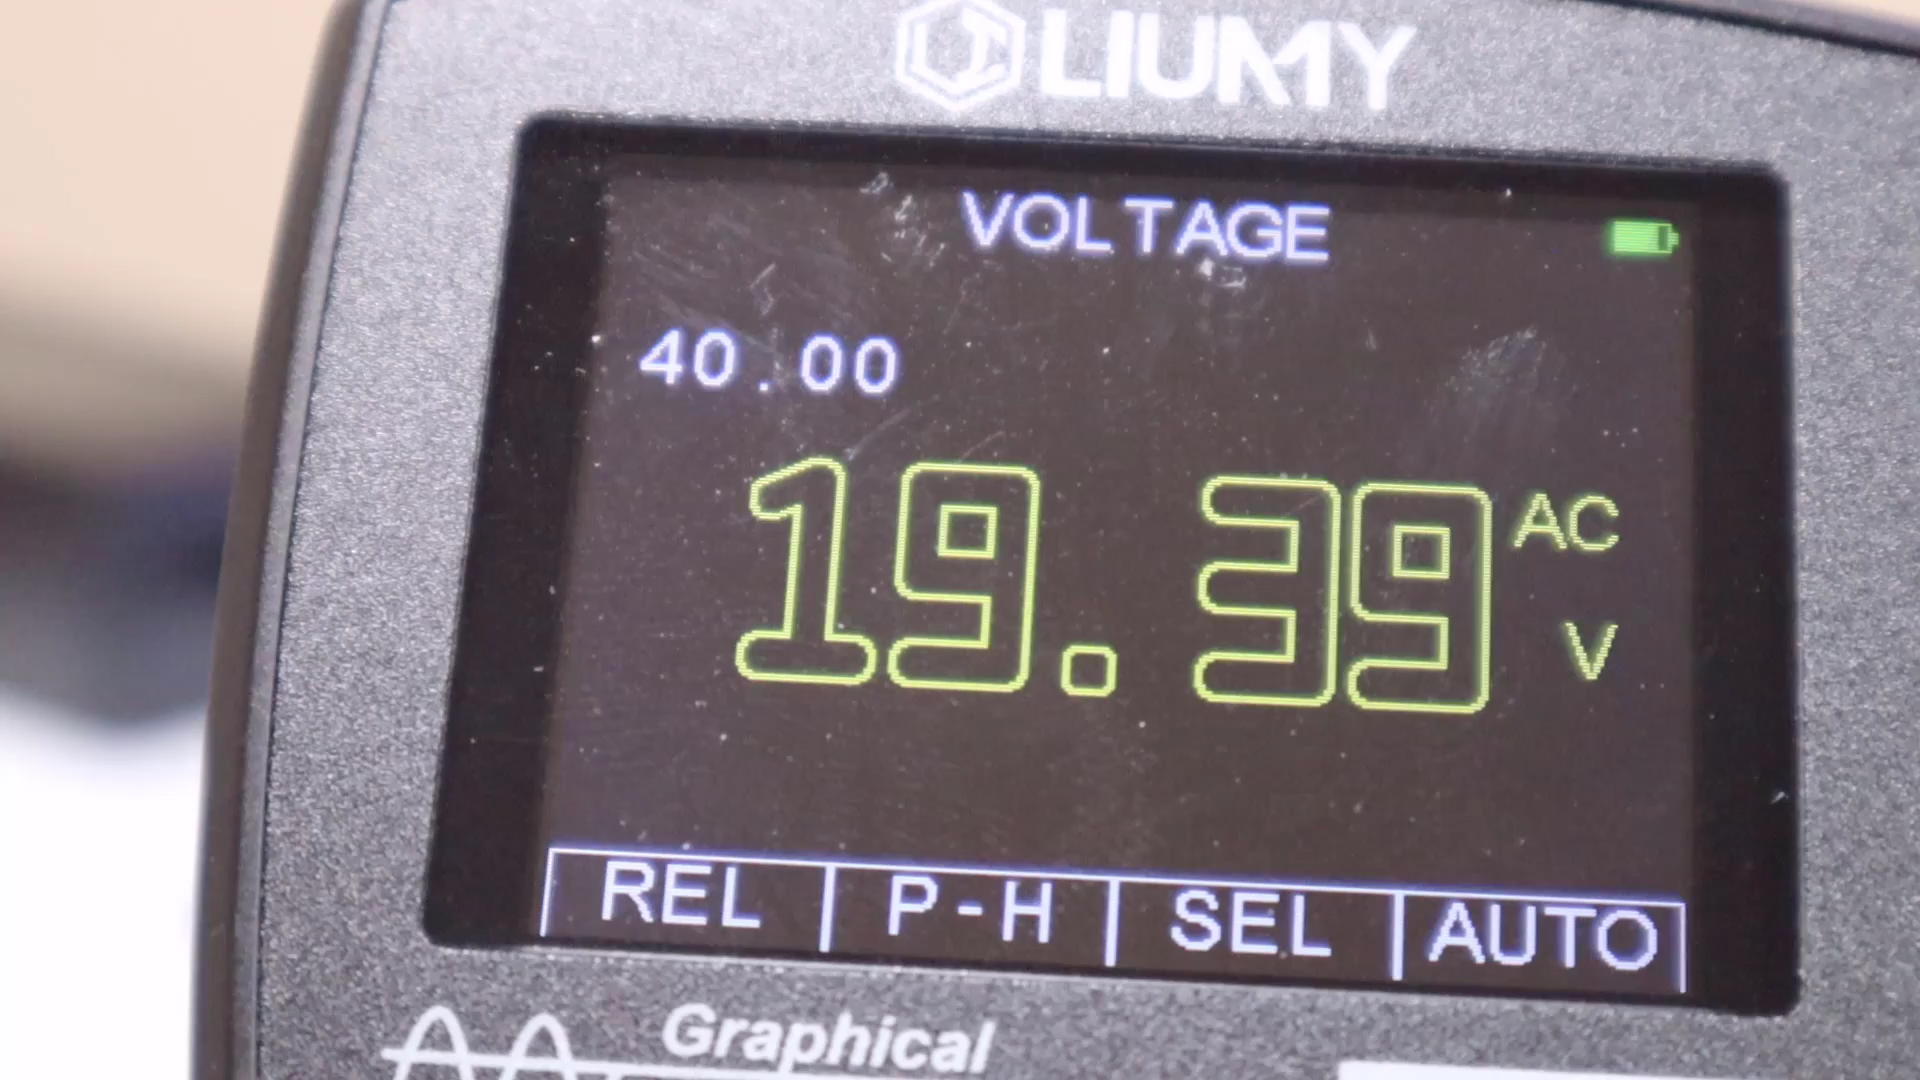 LIUMY
VOLTAGE
40.00
19.39 AC V
REL P-H SEL AUTO
Graphical